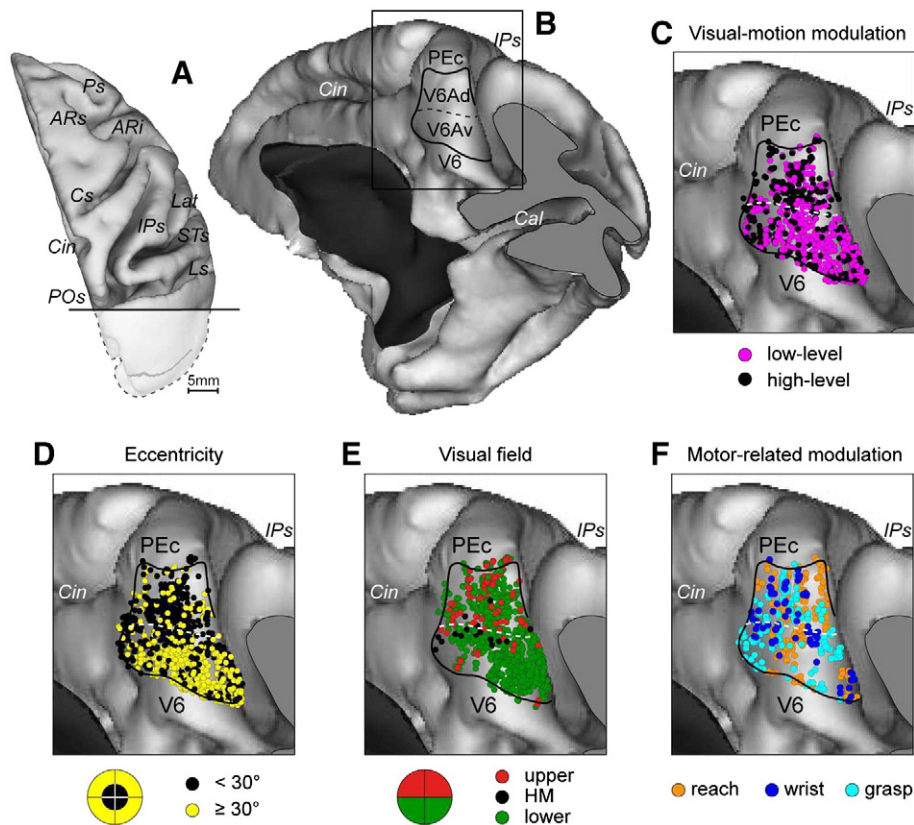 A
Ps
ARs
ARi
Cs
Lat
IPs
STs
Cin
Ls
POs
5mm
B
IPs
PEc
Cin
V6Ad
V6Av
V6
Cal
C Visual-motion modulation
IPs
PEc
Cin
V6
low-level
high-level
D Eccentricity
IPs
PEc
Cin
V6
< 30°
≥ 30°
E Visual field
IPs
PEc
Cin
V6
upper
HM
lower
F Motor-related modulation
IPs
PEc
Cin
V6
reach wrist grasp